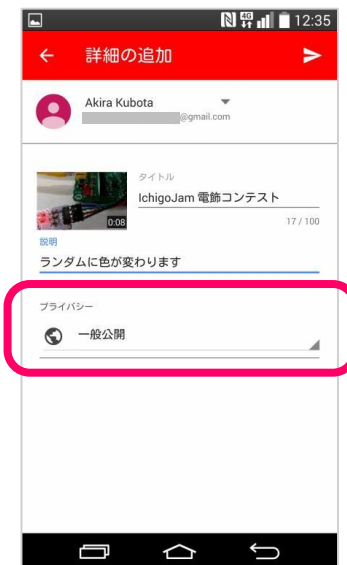 4G
12:35
詳細の追加
Akira Kubota
@gmail.com
タイトル
IchigoJam 電飾コンテスト
0:08
17 / 100
説明
ランダムに色が変わります
プライバシー
一般公開